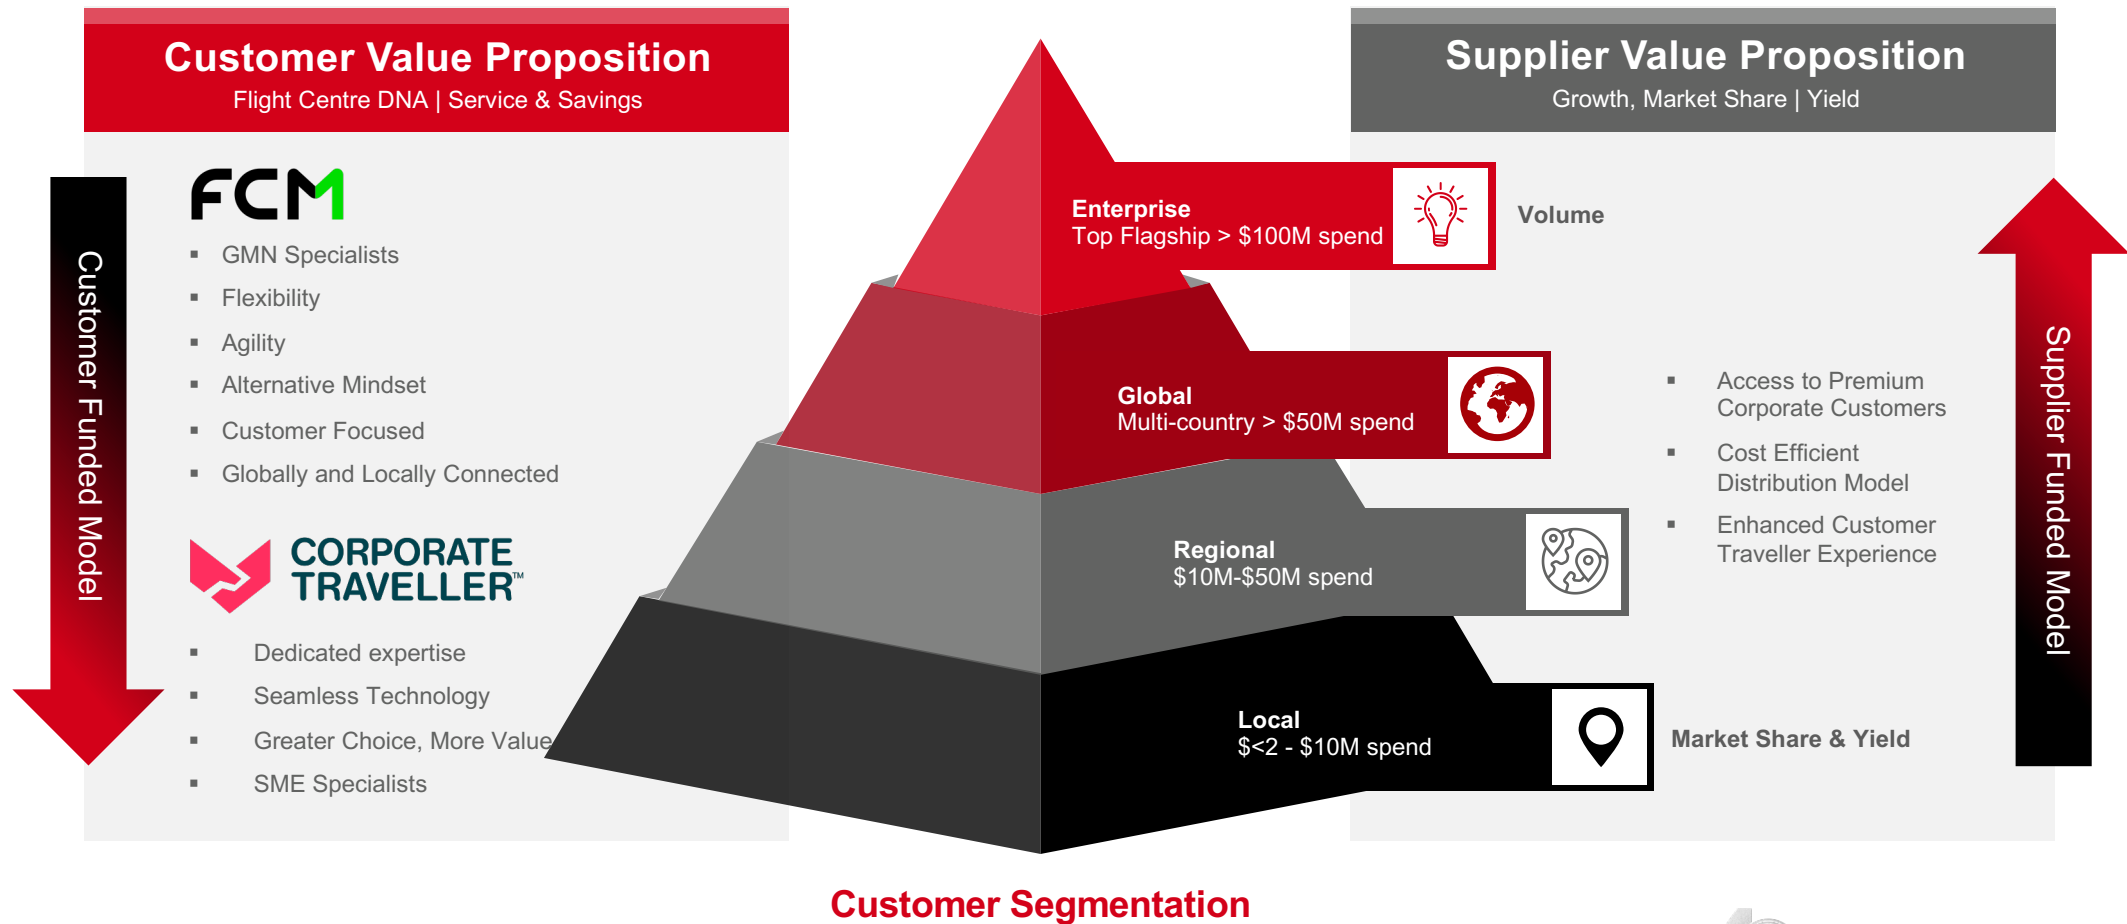 Customer Value Proposition
Flight Centre DNA | Service & Savings
Customer Funded Model
FCM
GMN Specialists
Flexibility
Agility
Alternative Mindset
Customer Focused
Globally and Locally Connected
CORPORATE
TRAVELLER™
Dedicated expertise
Seamless Technology
Greater Choice, More Value
SME Specialists
Enterprise
Top Flagship > $100M spend
Global
Multi-country > $50M spend
Regional
$10M-$50M spend
Local
$<2 - $10M spend
Customer Segmentation
Supplier Value Proposition
Growth, Market Share | Yield
Volume
Access to Premium
Corporate Customers
Cost Efficient
Distribution Model
Enhanced Customer
Traveller Experience
Market Share & Yield
Supplier Funded Model